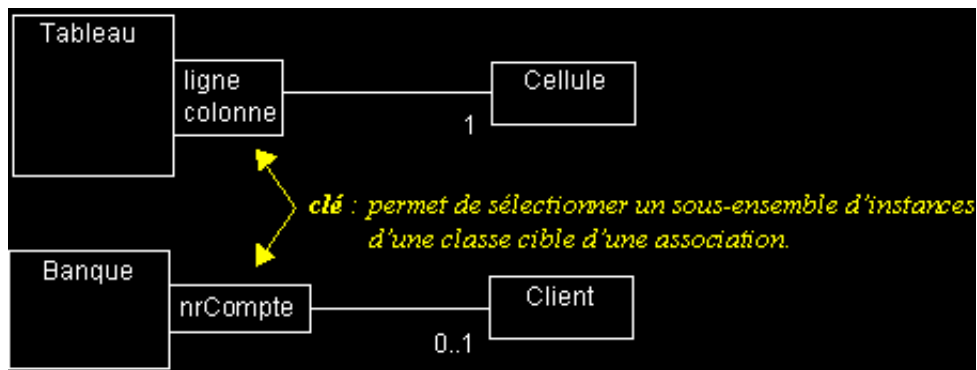 Tableau
ligne
colonne
Cellule
1
clé : permet de sélectionner un sous-ensemble d'instances
d'une classe cible d'une association.
Banque
nrCompte
Client
0..1